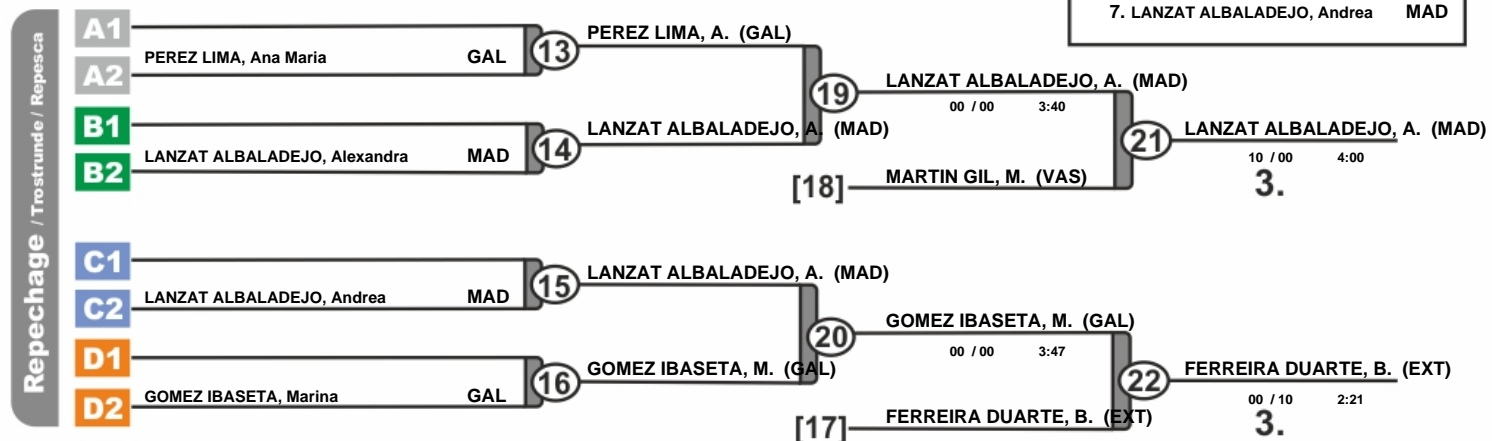 7. LANZAT ALBALADEJO, Andrea MAD
Repechage / Trostrunde / Repesca
A1
PEREZ LIMA, Ana Maria GAL
A2
13
PEREZ LIMA, A. (GAL)
B1
LANZAT ALBALADEJO, Alexandra MAD
B2
14
LANZAT ALBALADEJO, A. (MAD)
19
LANZAT ALBALADEJO, A. (MAD)
00 / 00 3:40
[18]
MARTIN GIL, M. (VAS)
21
LANZAT ALBALADEJO, A. (MAD)
10 / 00 4:00
3.
C1
LANZAT ALBALADEJO, Andrea MAD
C2
15
LANZAT ALBALADEJO, A. (MAD)
D1
GOMEZ IBASETA, Marina GAL
D2
16
GOMEZ IBASETA, M. (GAL)
20
GOMEZ IBASETA, M. (GAL)
00 / 00 3:47
[17]
FERREIRA DUARTE, B. (EXT)
22
FERREIRA DUARTE, B. (EXT)
00 / 10 2:21
3.